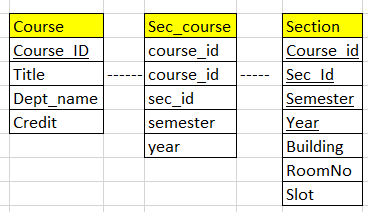 Course
Course_ID
Title
Dept_name
Credit
------
Sec_course
course_id
course_id
sec_id
semester
year
-----
Section
Course_id
Sec_Id
Semester
Year
Building
RoomNo
Slot